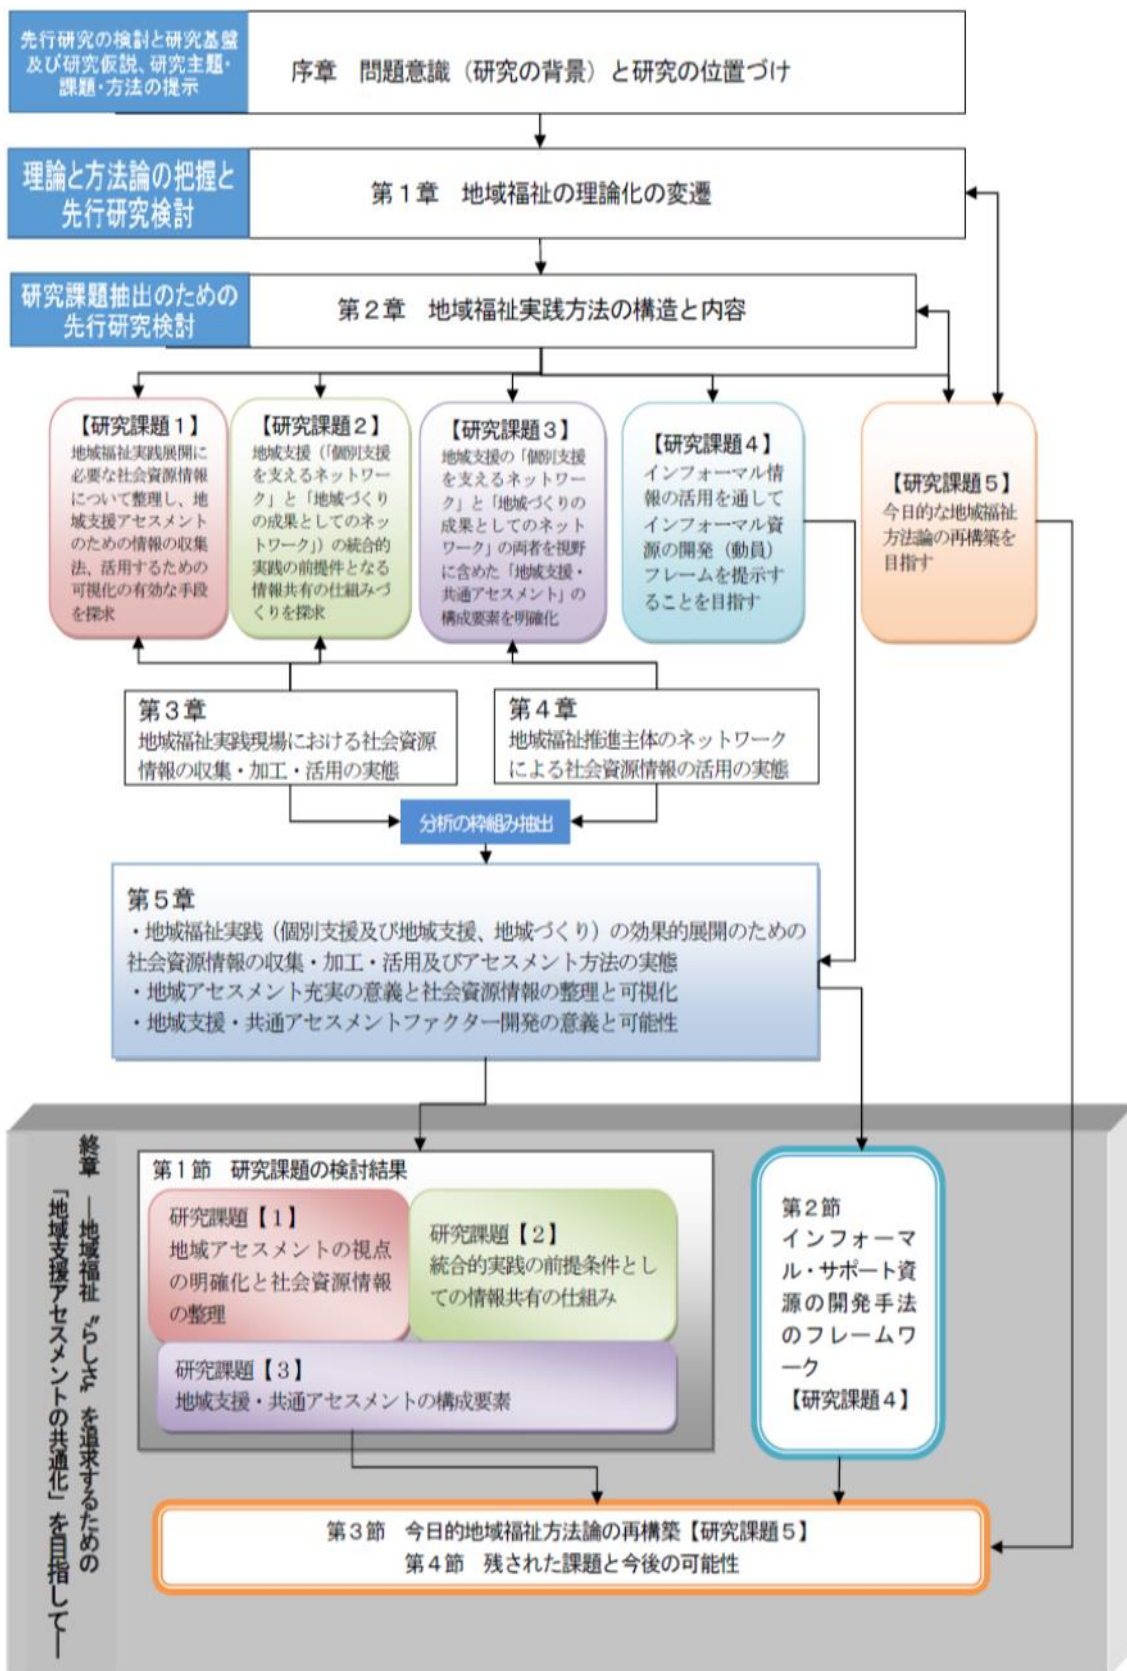 先行研究の検討と研究基盤
及び研究仮説、研究主題・
課題・方法の提示
序章　問題意識（研究の背景）と研究の位置づけ
理論と方法論の把握と
先行研究検討
第１章　地域福祉の理論化の変遷
研究課題抽出のための
先行研究検討
第２章　地域福祉実践方法の構造と内容
【研究課題１】
地域福祉実践展開に
必要な社会資源情報
について整理し、地
域支援アセスメント
のための情報の収集
法、活用するための
可視化の有効な手段
を探求
【研究課題２】
地域支援（「個別支援
を支えるネットワー
ク」と「地域づくり
の成果としてのネッ
トワーク」）の統合的
実践の前提件となる
情報共有の仕組みづ
くりを探求
【研究課題３】
地域支援の「個別支援
を支えるネットワー
ク」と「地域づくりの
成果としてのネット
ワーク」の両者を視野
に含めた「地域支援・
共通アセスメント」の
構成要素を明確化
【研究課題４】
インフォーマル情
報の活用を通して
インフォーマル資
源の開発（動員）
フレームを提示す
ることを目指す
【研究課題５】
今日的な地域福祉
方法論の再構築を
目指す
第３章
地域福祉実践現場における社会資源
情報の収集・加工・活用の実態
第４章
地域福祉推進主体のネットワーク
による社会資源情報の活用の実態
分析の枠組み抽出
第５章
・地域福祉実践（個別支援及び地域支援、地域づくり）の効果的展開のための
社会資源情報の収集・加工・活用及びアセスメント方法の実態
・地域アセスメント充実の意義と社会資源情報の整理と可視化
・地域支援・共通アセスメントファクター開発の意義と可能性
終章　―地域福祉〝らしさ〟を追求するための
「地域支援アセスメントの共通化」を目指して―
第１節　研究課題の検討結果
研究課題【１】
地域アセスメントの視点
の明確化と社会資源情報
の整理
研究課題【２】
統合的実践の前提条件とし
ての情報共有の仕組み
研究課題【３】
地域支援・共通アセスメントの構成要素
第２節
インフォーマ
ル・サポート資
源の開発手法
のフレームワ
ーク
【研究課題４】
第３節　今日的地域福祉方法論の再構築【研究課題５】
第４節　残された課題と今後の可能性